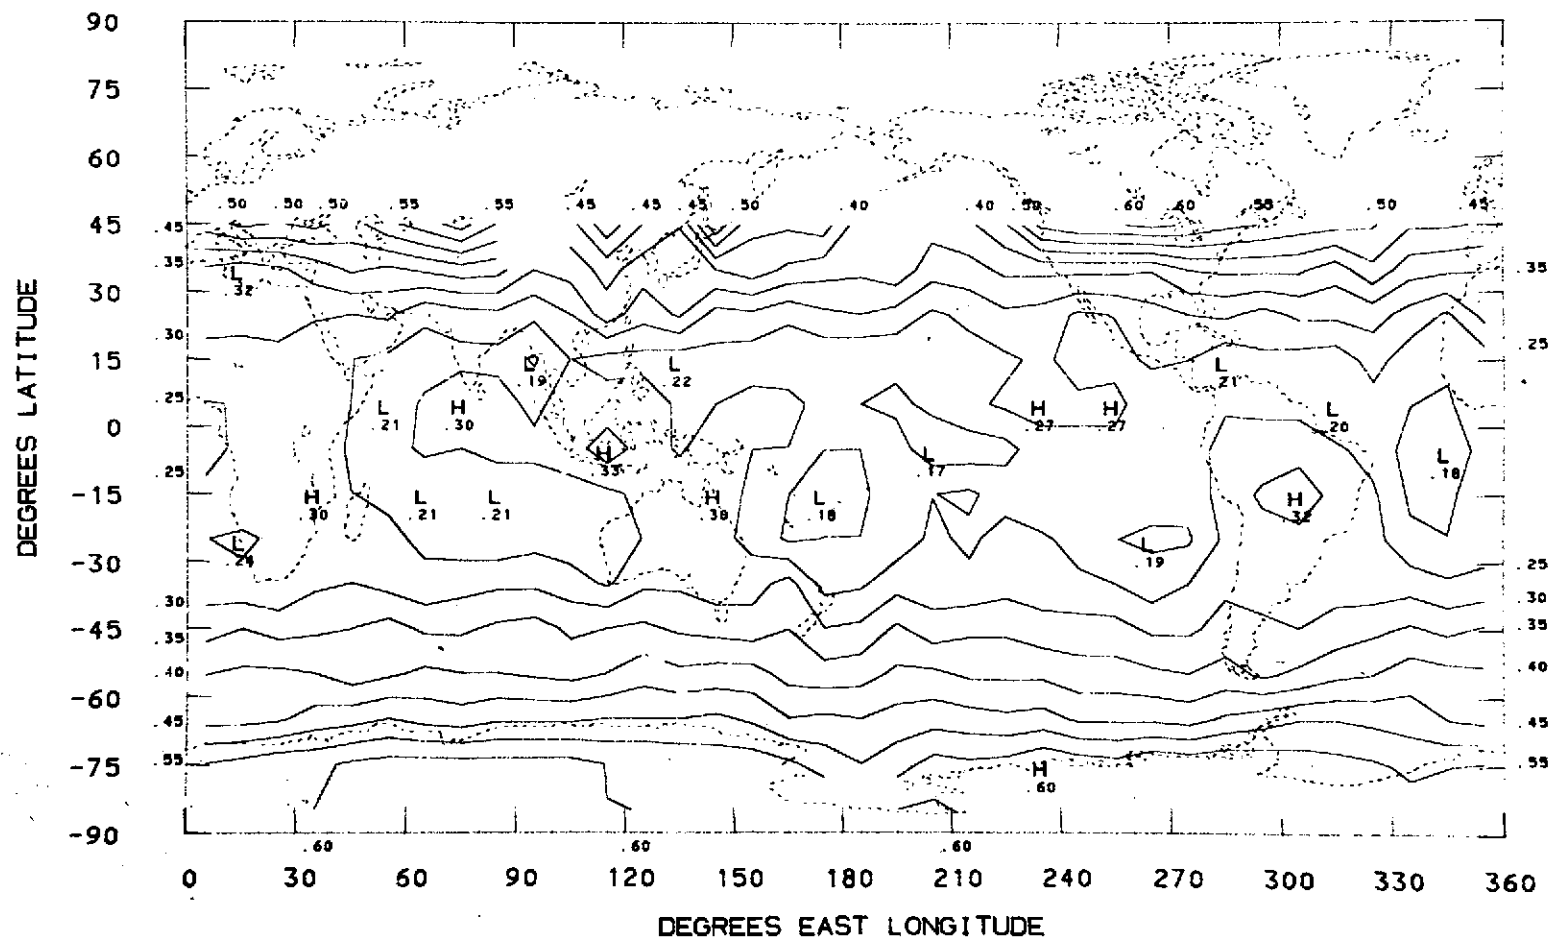 90
75
60
.50 .50 .50 .55 .55 .45 .45 .45 .50 .40 .40 .50 .60 .60 .55 .50 .45
45 .45
.35 .35
L
.32
30
.30 .25
15 L L L
.19 .22 .21
.25 L H H H L
0 .21 .30 .27 .27 .20
H L L
.25 .33 .17 .18
-15 H L L H L H
.30 .21 .21 .30 .18 .32
L L
.24 .19
-30 .25
.30 .30
-45 .35 .35
.40 .40
-60
.45 .45
-75 .55 H .55
.60
-90
.60 .60 .60
0 30 60 90 120 150 180 210 240 270 300 330 360
DEGREES LATITUDE
DEGREES EAST LONGITUDE